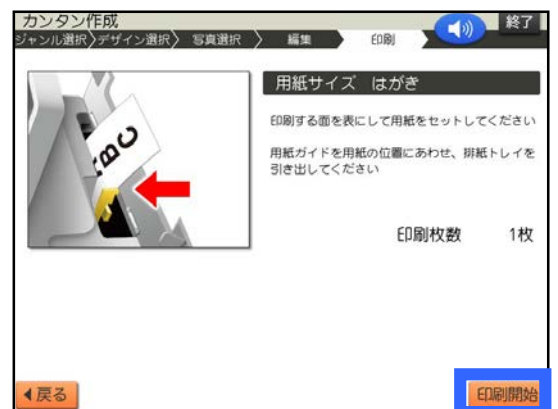 カンタン作成
終了
ジャンル選択〉デザイン選択〉 写真選択 〉 編集 印刷
ABC
用紙サイズ はがき
印刷する面を表にして用紙をセットしてください
用紙ガイドを用紙の位置にあわせ、排紙トレイを
引き出してください
印刷枚数 1枚
戻る
印刷開始